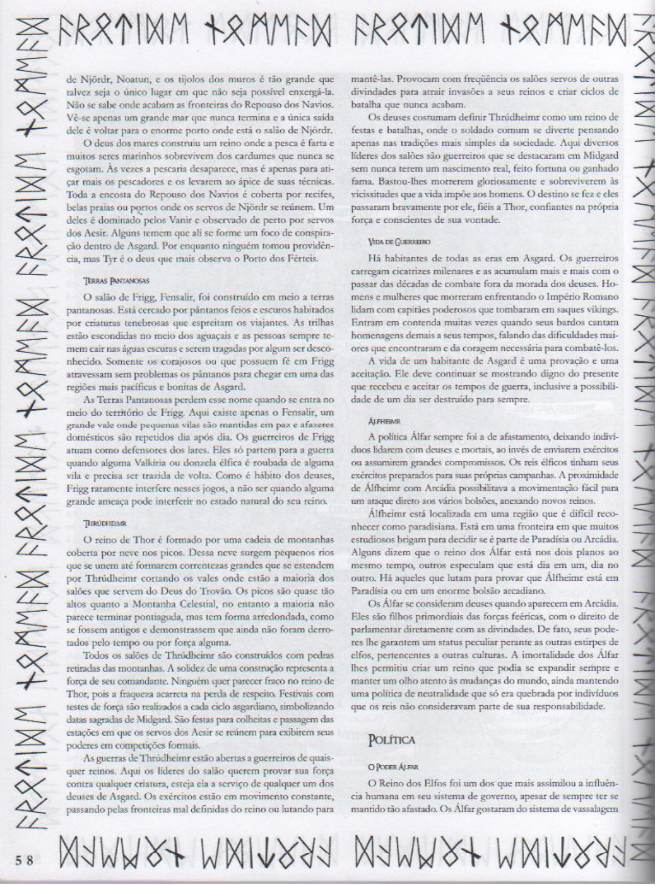 de Njördr, Noatun, e os tijolos dos muros é tão grande que
talvez seja o único lugar em que não seja possível enxergá-la.
Não se sabe onde acabam as fronteiras do Repouso dos Navios.
Vê-se apenas um grande mar que nunca termina e a única saída
dele é voltar para o enorme porto onde está o salão de Njördr.
O deus dos mares construiu um reino onde a pesca é farta e
muitos seres marinhos sobrevivem dos cardumes que nunca se
esgotam. Às vezes a pescaria desaparece, mas é apenas para ati-
çar mais os pescadores e os levarem ao ápice de suas técnicas.
Toda a encosta do Repouso dos Navios é coberta por recifes,
belas praias ou portos onde os servos de Njördr se reúnem. Um
deles é dominado pelos Vanir e observado de perto por servos
dos Aesir. Alguns temem que ali se forme um foco de conspira-
ção dentro de Asgard. Por enquanto ninguém tomou providên-
cia, mas Tyr é o deus que mais observa o Porto dos Férteis.
Terras Pantanosas
O salão de Frigg, Fensalir, foi construído em meio a terras
pantanosas. Está cercado por pântanos feios e escuros habitados
por criaturas tenebrosas que espreitam os viajantes. As trilhas
estão escondidas no meio dos aguaçais e as pessoas sempre te-
mem cair nas águas escuras e serem tragadas por algum ser desco-
nhecido. Somente os corajosos ou que possuem fé em Frigg
atravessam sem problemas os pântanos para chegar em uma das
regiões mais pacíficas e bonitas de Asgard.
As Terras Pantanosas perdem esse nome quando se entra no
meio do território de Frigg. Aqui existe apenas o Fensalir, um
grande vale onde pequenas vilas são mantidas em paz e afazeres
domésticos são repetidos dia após dia. Os guerreiros de Frigg
atuam como defensores dos lares. Eles só partem para a guerra
quando alguma Valkíria ou donzela élfica é roubada de alguma
vila e precisa ser trazida de volta. Como é hábito dos deuses,
Frigg raramente interfere nesses jogos, a não ser quando alguma
grande ameaça pode interferir no estado natural do seu reino.
Thrúdheimr
O reino de Thor é formado por uma cadeia de montanhas
coberta por neve nos picos. Dessa neve surgem pequenos rios
que se unem até formarem correntezas grandes que se estendem
por Thrúdheimr cortando os vales onde estão a maioria dos
salões que servem do Deus do Trovão. Os picos são quase tão
altos quanto a Montanha Celestial, no entanto a maioria não
parece terminar pontiaguda, mas tem forma arredondada, como
se fossem antigos e demonstrassem que ainda não foram derro-
tados pelo tempo ou por força alguma.
Todos os salões de Thrúdheimr são construídos com pedras
retiradas das montanhas. A solidez de uma construção representa a
força de seu comandante. Ninguém quer parecer fraco no reino de
Thor, pois a fraqueza acarreta na perda de respeito. Festivais com
testes de força são realizados a cada ciclo asgardiano, simbolizando
datas sagradas de Midgard. São festas para colheitas e passagem das
estações em que os servos dos Aesir se reúnem para exibirem seus
poderes em competições formais.
As guerras de Thrúdheimr estão abertas a guerreiros de quais-
quer reinos. Aqui os líderes do salão querem provar sua força
contra qualquer criatura, esteja ela a serviço de qualquer um dos
deuses de Asgard. Os exércitos estão em movimento constante,
passando pelas fronteiras mal definidas do reino ou lutando para
mantê-las. Provocam com freqüência os salões servos de outras
divindades para atrair invasões a seus reinos e criar ciclos de
batalha que nunca acabam.
Os deuses costumam definir Thrúdheimr como um reino de
festas e batalhas, onde o soldado comum se diverte pensando
apenas nas tradições mais simples da sociedade. Aqui diversos
líderes dos salões são guerreiros que se destacaram em Midgard
sem nunca terem um nascimento real, feito fortuna ou ganhado
fama. Bastou-lhes morrerem gloriosamente e sobreviverem às
vicissitudes que a vida impõe aos homens. O destino se fez e eles
passaram bravamente por ele, fiéis a Thor, confiantes na própria
força e conscientes de sua vontade.
Vida de Guerreiro
Há habitantes de todas as eras em Asgard. Os guerreiros
carregam cicatrizes milenares e as acumulam mais e mais com o
passar das décadas de combate fora da morada dos deuses. Ho-
mens e mulheres que morreram enfrentando o Império Romano
lidam com capitães poderosos que tombaram em saques vikings.
Entram em contenda muitas vezes quando seus bardos cantam
homenagens demais a seus tempos, falando das dificuldades mai-
ores que encontraram e da coragem necessária para combatê-los.
A vida de um habitante de Asgard é uma provação e uma
aceitação. Ele deve continuar se mostrando digno do presente
que recebeu e aceitar os tempos de guerra, inclusive a possibili-
dade de um dia ser destruído para sempre.
Álfheimr
A política Álfar sempre foi a de afastamento, deixando indiví-
duos lidarem com deuses e mortais, ao invés de enviarem exércitos
ou assumirem grandes compromissos. Os reis élficos tinham seus
exércitos preparados para suas próprias campanhas. A proximidade
de Álfheimr com Arcádia possibilitava a movimentação fácil para
um ataque direto aos vários bolsões, anexando novos reinos.
Álfheimr está localizada em uma região que é difícil reco-
nhecer como paradisiana. Está em uma fronteira em que muitos
estudiosos brigam para decidir se é parte de Paradísia ou Arcádia.
Alguns dizem que o reino dos Álfar está nos dois planos ao
mesmo tempo, outros especulam que está dia em um, dia no
outro. Há aqueles que lutam para provar que Álfheimr está em
Paradísia ou em um enorme bolsão arcadiano.
Os Álfar se consideram deuses quando aparecem em Arcádia.
Eles são filhos primordiais das forças feéricas, com o direito de
parlamentar diretamente com as divindades. De fato, seus pode-
res lhe garantem um status peculiar perante as outras estirpes de
elfos, pertencentes a outras culturas. A imortalidade dos Álfar
lhes permitiu criar um reino que podia se expandir sempre e
manter um olho atento às mudanças do mundo, ainda mantendo
uma política de neutralidade que só era quebrada por indivíduos
que os reis não consideravam parte de sua responsabilidade.
Política
O Poder Álfar
O Reino dos Elfos foi um dos que mais assimilou a influên-
cia humana em seu sistema de governo, apesar de sempre ter se
mantido tão afastado. Os Álfar gostaram do sistema de vassalagem
58